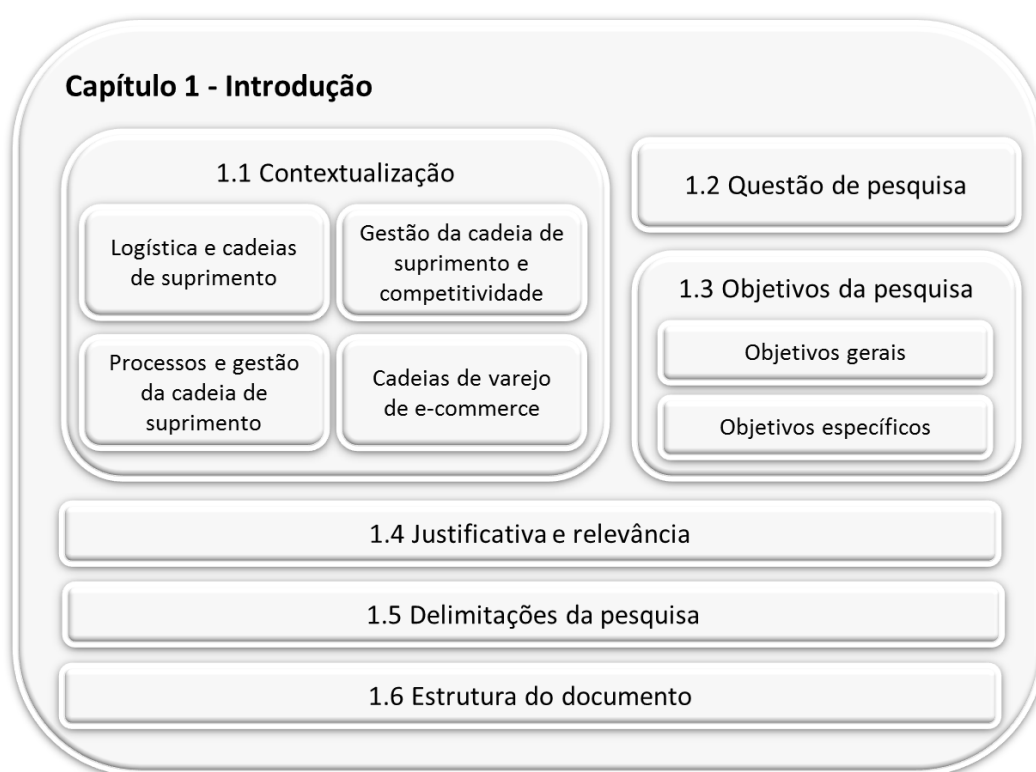 Capítulo 1 - Introdução
1.1 Contextualização
Logística e cadeias
de suprimento
Gestão da cadeia de
suprimento e
competitividade
Processos e gestão
da cadeia de
suprimento
Cadeias de varejo
de e-commerce
1.2 Questão de pesquisa
1.3 Objetivos da pesquisa
Objetivos gerais
Objetivos específicos
1.4 Justificativa e relevância
1.5 Delimitações da pesquisa
1.6 Estrutura do documento